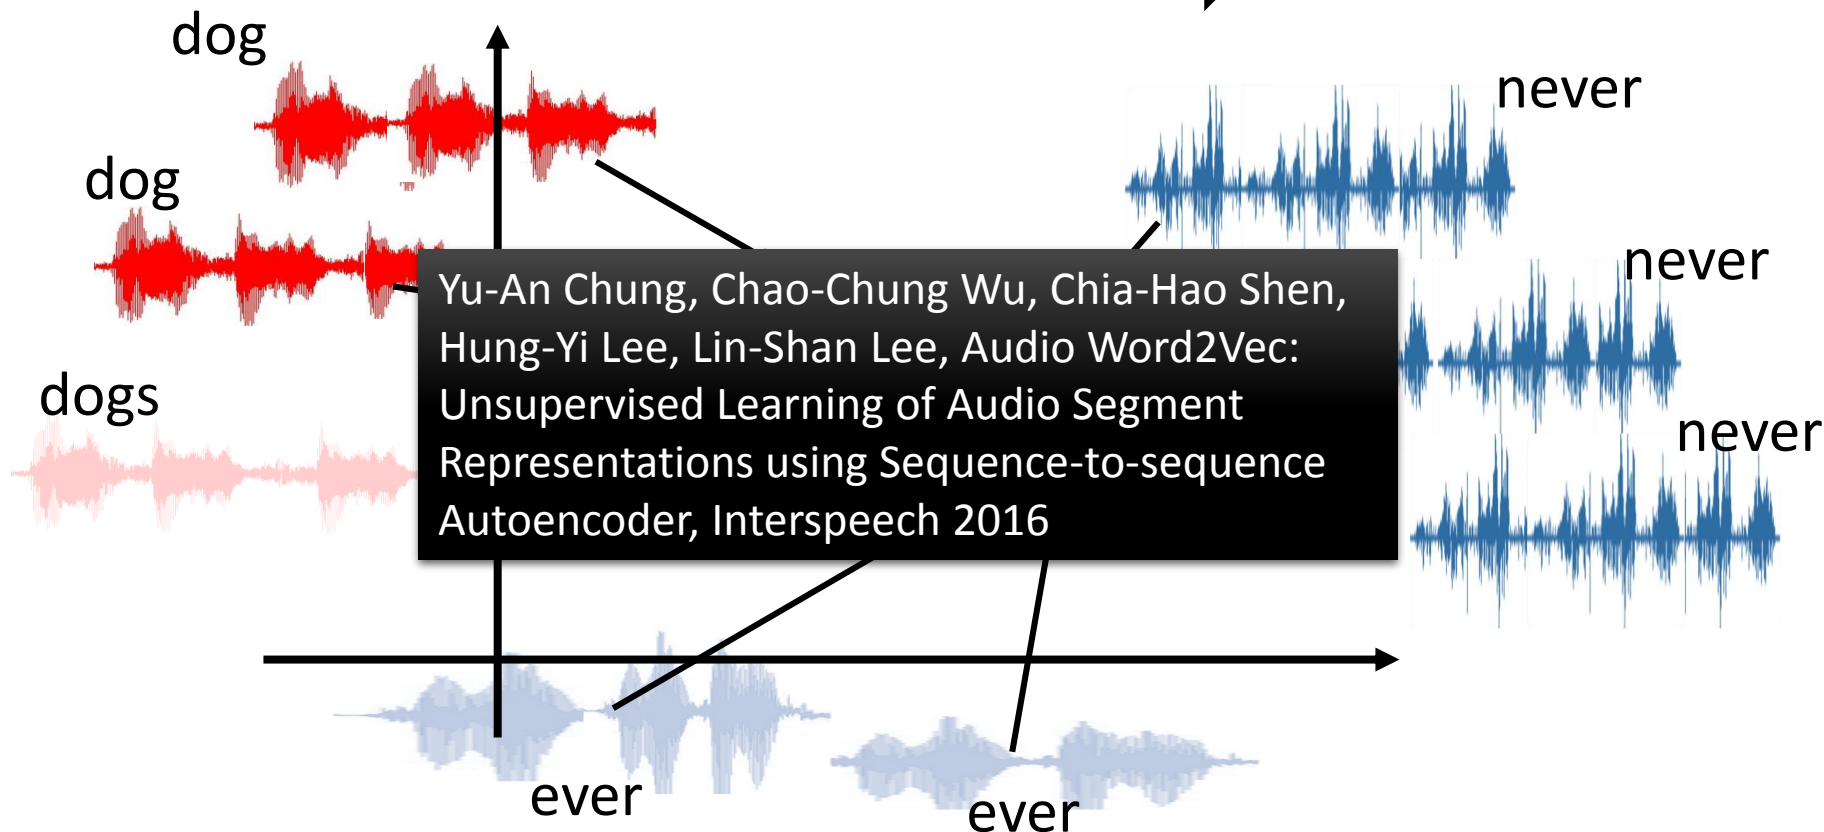 dog
never
dog
never
Yu-An Chung, Chao-Chung Wu, Chia-Hao Shen,
Hung-Yi Lee, Lin-Shan Lee, Audio Word2Vec:
Unsupervised Learning of Audio Segment
Representations using Sequence-to-sequence
Autoencoder, Interspeech 2016
dogs
never
ever
ever